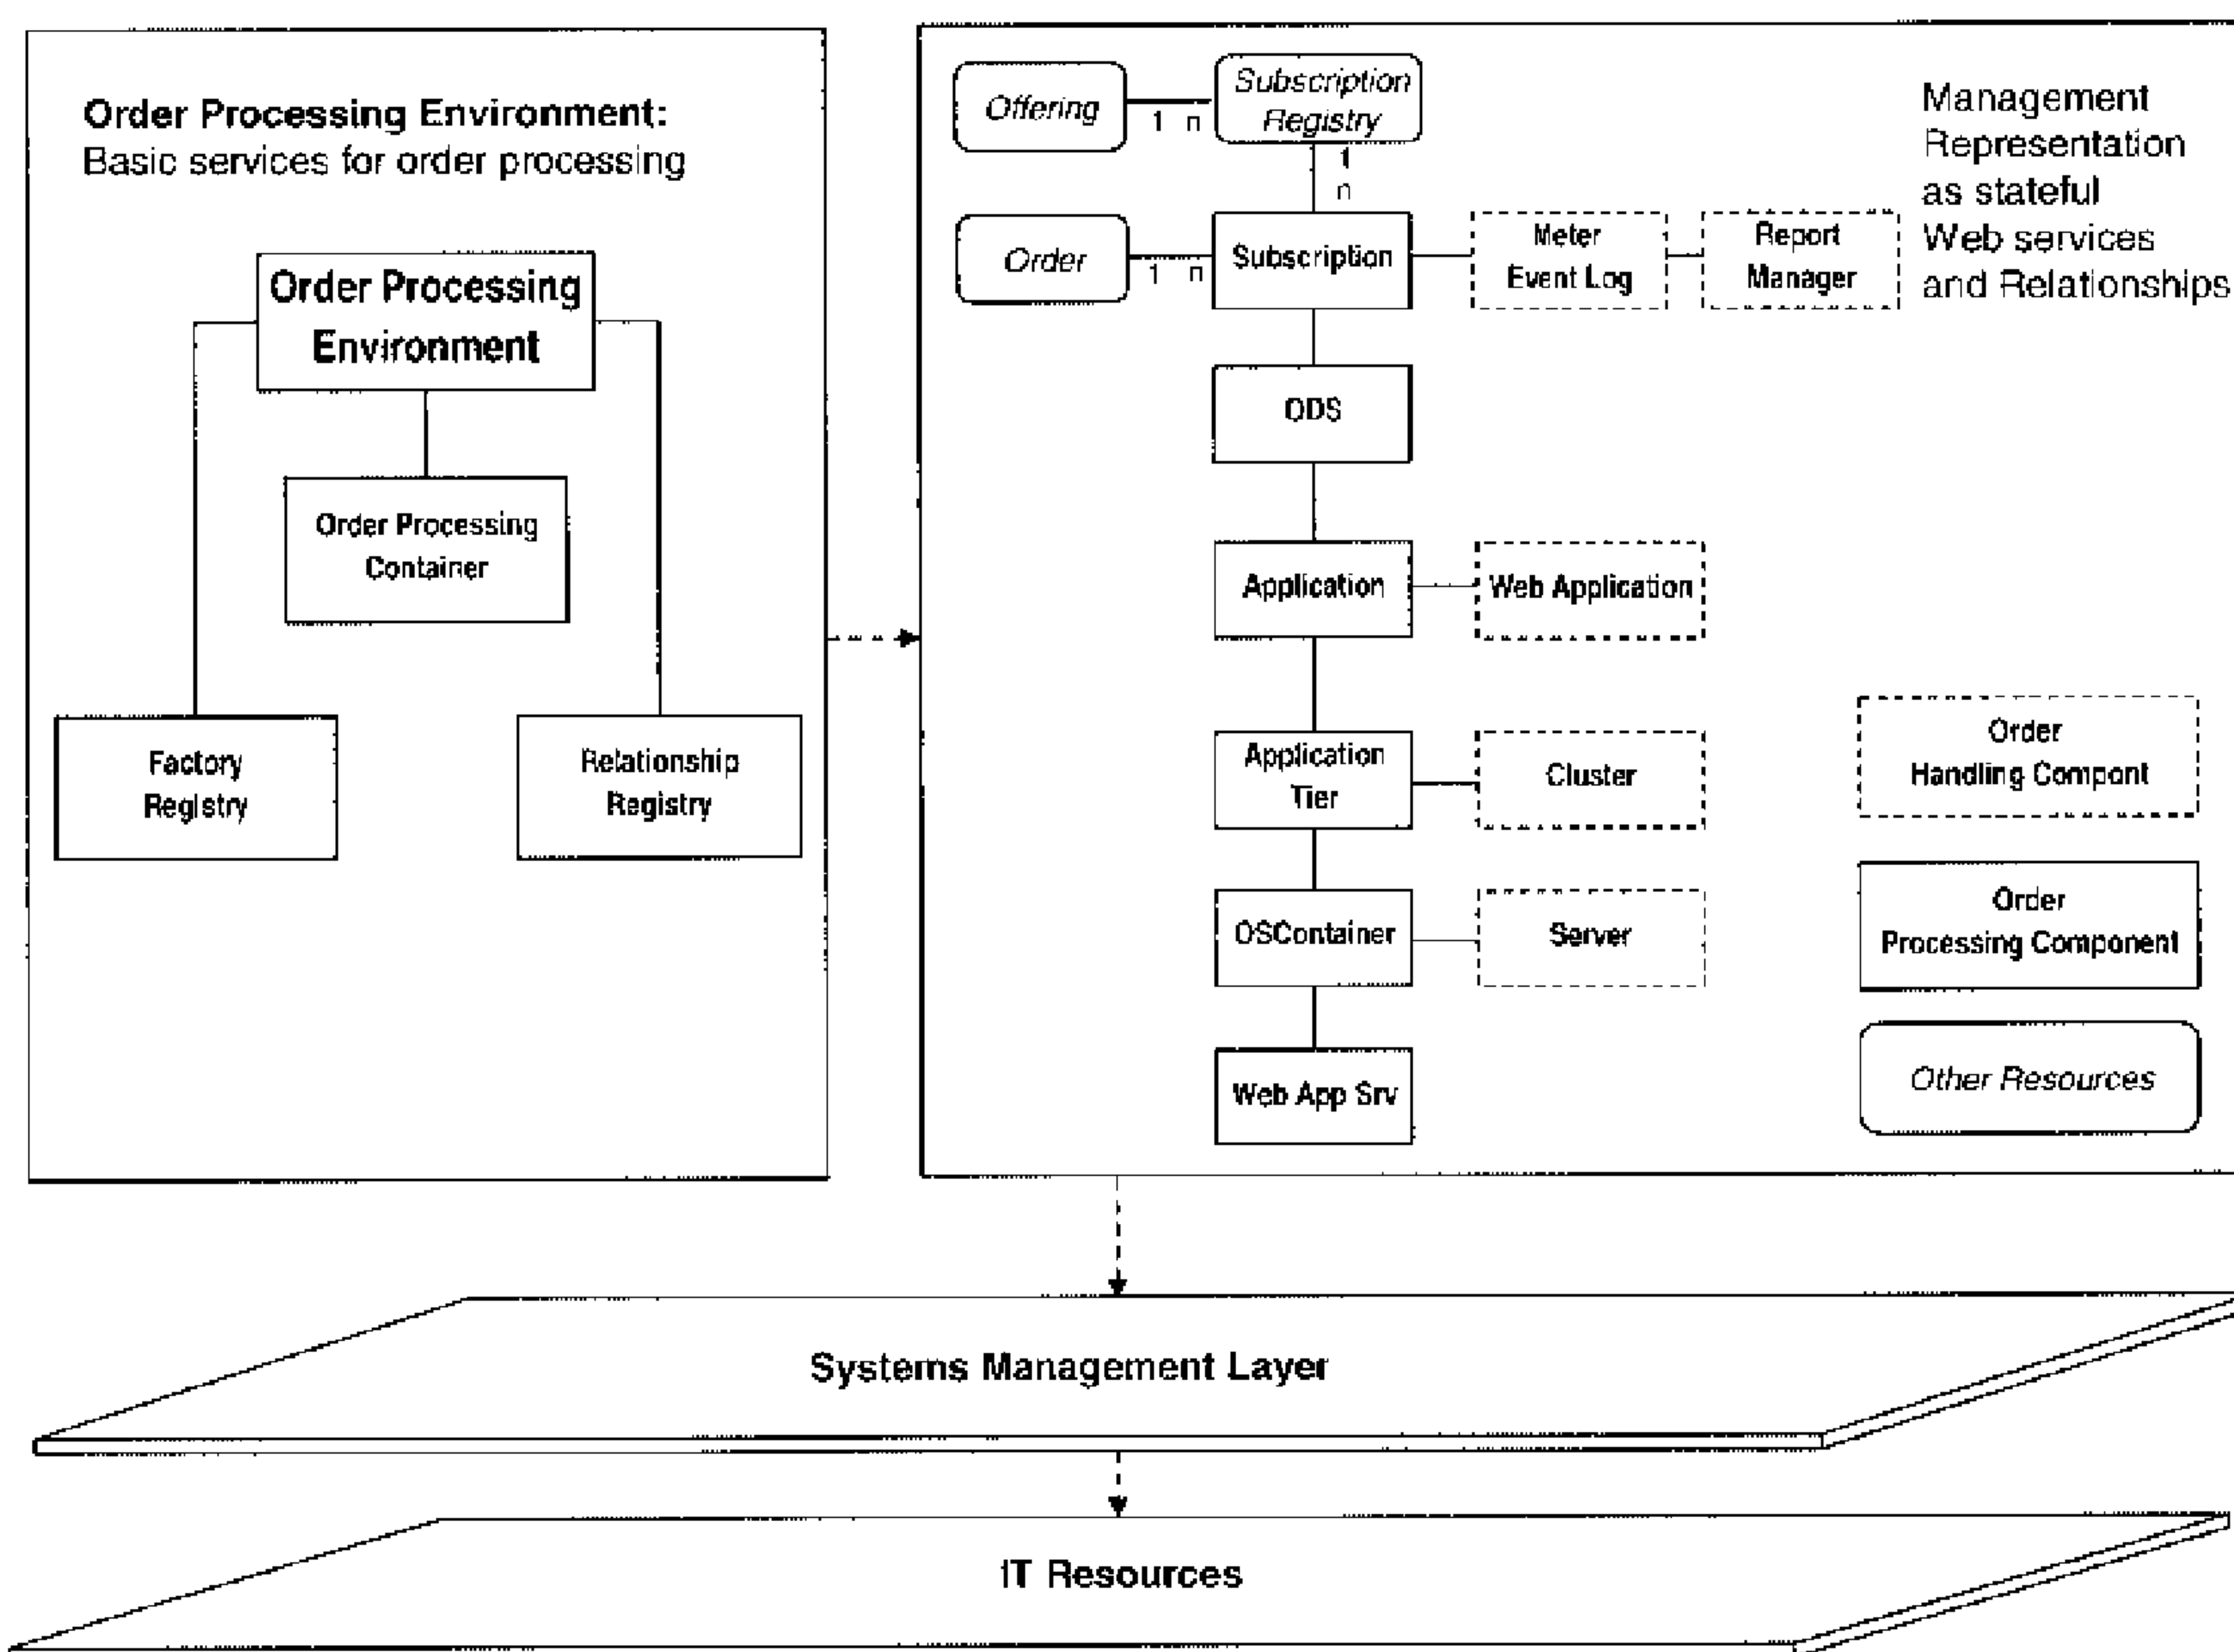 Order Processing Environment:
Basic services for order processing
Order Processing
Environment
Order Processing
Container
Factory
Registry
Relationship
Registry
Offering
1 n
Subscription
Registry
1
n
Management
Representation
as stateful
Web services
and Relationships
Order
1 n
Subscription
Meter
Event Log
Report
Manager
ODS
Application
Web Application
Application
Tier
Cluster
OSContainer
Server
Web App Srv
Order
Handling Compont
Order
Processing Component
Other Resources
Systems Management Layer
IT Resources